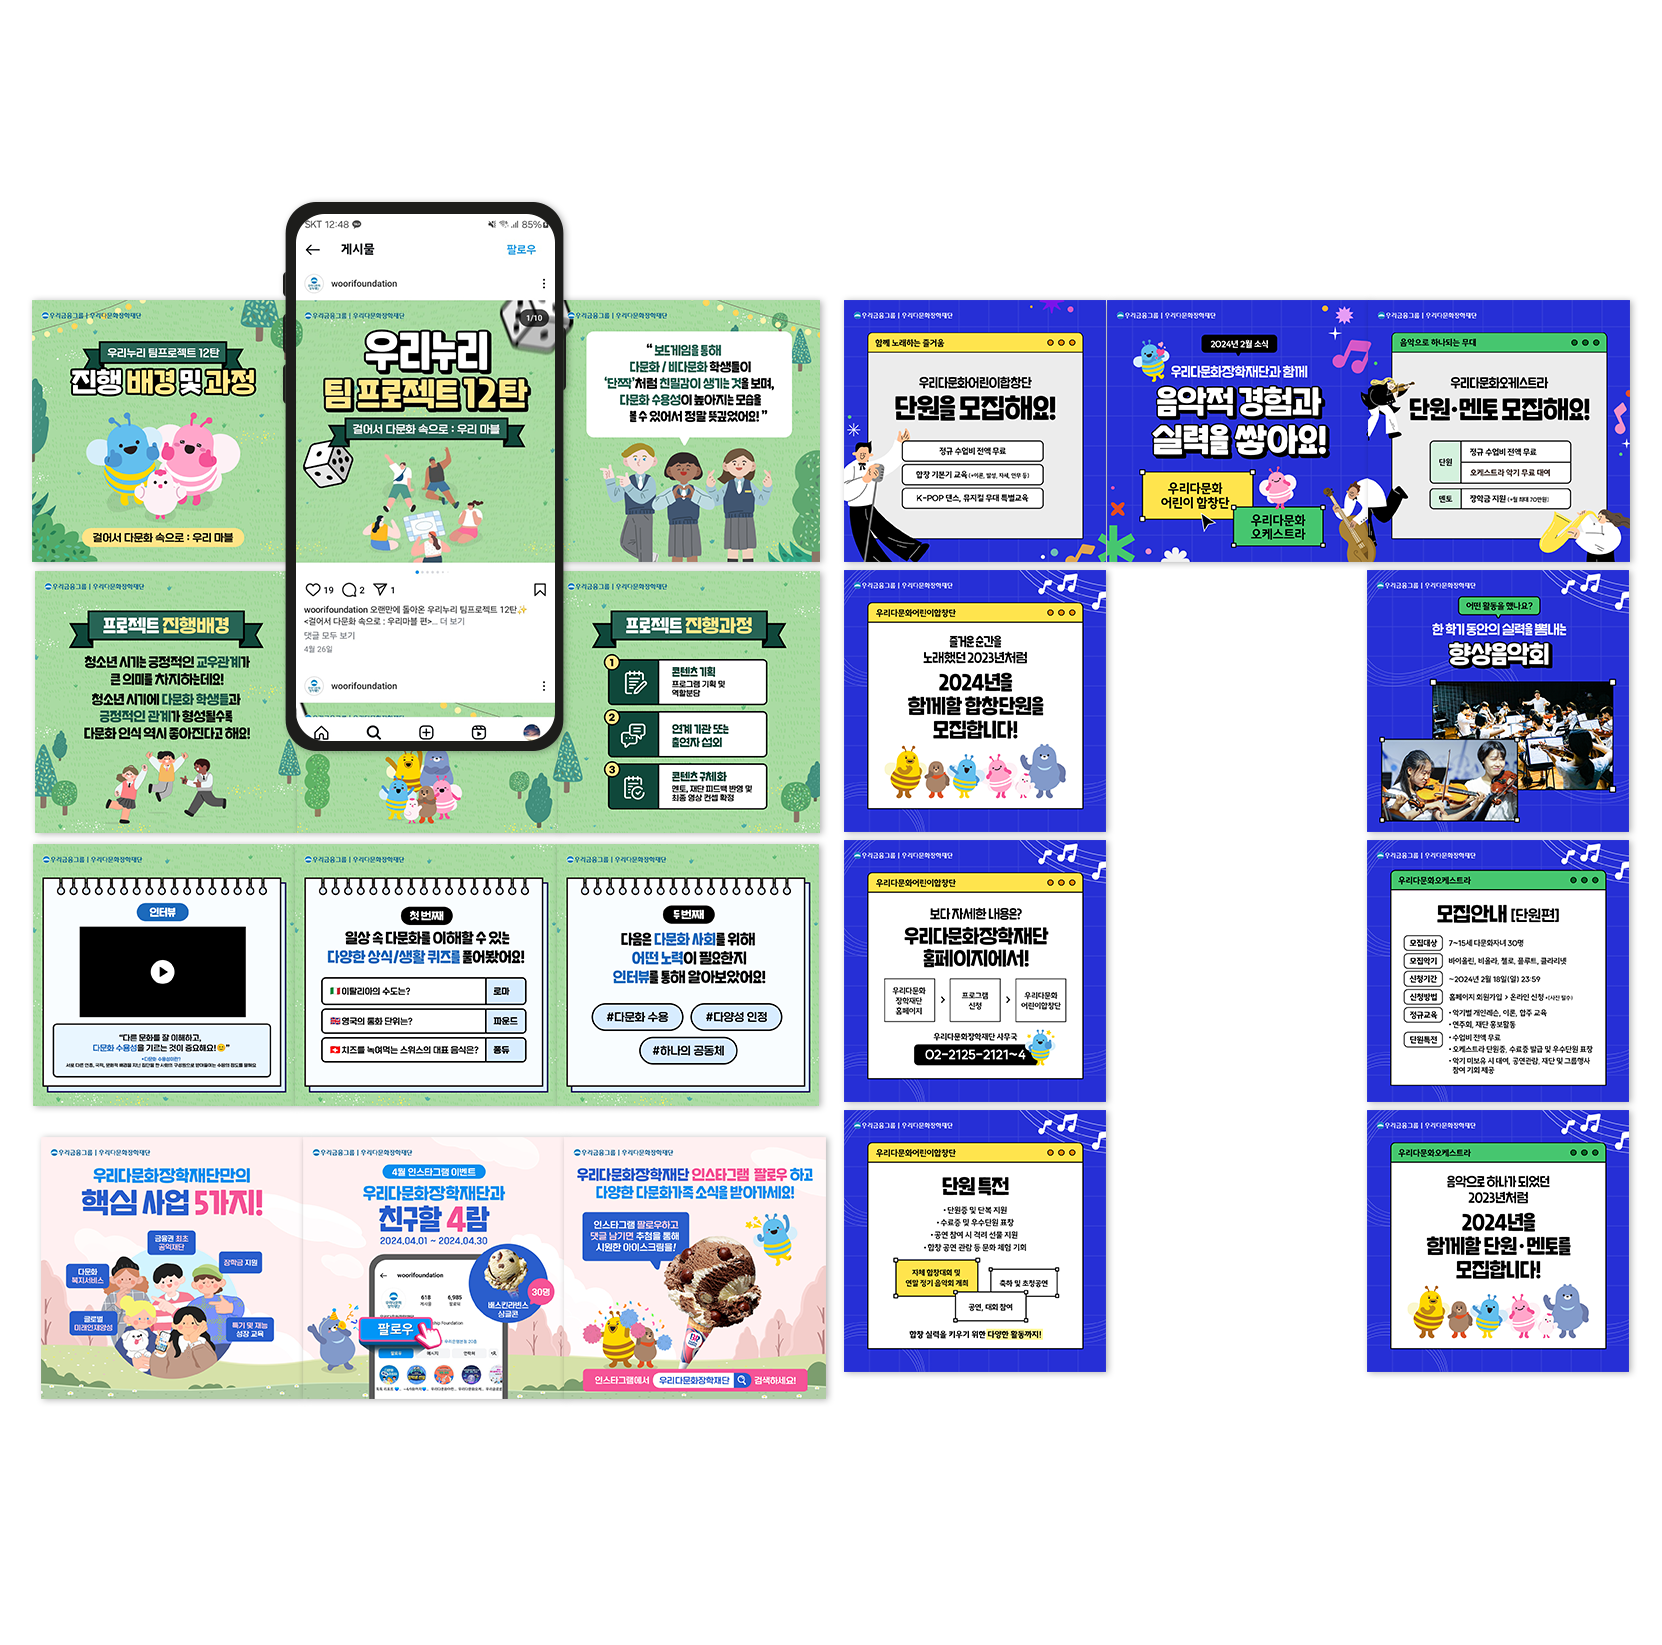 SKT 12:48
85%
게시물
팔로우
woorifoundation
우리금융그룹 | 우리다문화장학재단
1/10
우리누리
팀 프로젝트 12탄
걸어서 다문화 속으로 : 우리 마블
19
2
1
woorifoundation 오랜만에 돌아온 우리누리 팀프로젝트 12탄✨
<걸어서 다문화 속으로 : 우리마블 편>... 더 보기
댓글 모두 보기
4월 26일
woorifoundation
우리금융그룹 | 우리다문화장학재단
우리누리 팀프로젝트 12탄
진행 배경 및 과정
걸어서 다문화 속으로 : 우리 마블
우리금융그룹 | 우리다문화장학재단
“ 보드게임을 통해
다문화 / 비다문화 학생들이
‘단짝’처럼 친밀감이 생기는 것을 보며,
다문화 수용성이 높아지는 모습을
볼 수 있어서 정말 뜻깊었어요! ”
우리금융그룹 | 우리다문화장학재단
프로젝트 진행배경
청소년 시기는 긍정적인 교우관계가
큰 의미를 차지하는데요!
청소년 시기에 다문화 학생들과
긍정적인 관계가 형성될수록
다문화 인식 역시 좋아진다고 해요!
우리금융그룹 | 우리다문화장학재단
프로젝트 진행과정
1
콘텐츠 기획
프로그램 기획 및
역할분담
2
연계 기관 또는
출연자 섭외
3
콘텐츠 구체화
멘토, 재단 피드백 반영 및
최종 영상 컨셉 확정
우리금융그룹 | 우리다문화장학재단
인터뷰
“다른 문화를 잘 이해하고,
다문화 수용성을 기르는 것이 중요해요!😊”
•다문화 수용성이란?
우리금융그룹 | 우리다문화장학재단
첫 번째
일상 속 다문화를 이해할 수 있는
다양한 상식/생활 퀴즈를 풀어봤어요!
이탈리아의 수도는?
로마
영국의 통화 단위는?
파운드
치즈를 녹여먹는 스위스의 대표 음식은?
퐁듀
우리금융그룹 | 우리다문화장학재단
두 번째
다음은 다문화 사회를 위해
어떤 노력이 필요한지
인터뷰를 통해 알아보았어요!
#다문화 수용
#다양성 인정
#하나의 공동체
우리금융그룹 | 우리다문화장학재단
우리다문화장학재단만의
핵심 사업 5가지!
금융권 최초
공익재단
장학금 지원
다문화
복지서비스
글로벌
미래인재양성
특기 및 재능
성장 교육
우리금융그룹 | 우리다문화장학재단
4월 인스타그램 이벤트
우리다문화장학재단과
친구할 4람
2024.04.01 ~ 2024.04.30
woorifoundation
618
게시물
6,985
팔로워
팔로우
메시지
연락처
배스킨라빈스
싱글콘
30명
우리금융그룹 | 우리다문화장학재단
우리다문화장학재단 인스타그램 팔로우 하고
다양한 다문화가족 소식을 받아가세요!
인스타그램 팔로우하고
댓글 남기면 추첨을 통해
시원한 아이스크림을!
인스타그램에서 우리다문화장학재단 검색하세요!
우리금융그룹 | 우리다문화장학재단
함께 노래하는 즐거움
우리다문화어린이합창단
단원을 모집해요!
정규 수업비 전액 무료
합창 기본기 교육 (*이론, 발성, 자세, 안무 등)
K-POP 댄스, 뮤지컬 무대 특별교육
우리금융그룹 | 우리다문화장학재단
2024년 2월 소식
우리다문화장학재단과 함께
음악적 경험과
실력을 쌓아요!
우리다문화
어린이 합창단
우리다문화
오케스트라
우리금융그룹 | 우리다문화장학재단
음악으로 하나되는 무대
우리다문화오케스트라
단원·멘토 모집해요!
단원
정규 수업비 전액 무료
오케스트라 악기 무료 대여
멘토
장학금 지원 (*월 최대 70만원)
우리금융그룹 | 우리다문화장학재단
우리다문화어린이합창단
즐거운 순간을
노래했던 2023년처럼
2024년을
함께할 합창단원을
모집합니다!
우리금융그룹 | 우리다문화장학재단
어떤 활동을 했나요?
한 학기 동안의 실력을 뽐내는
향상음악회
우리금융그룹 | 우리다문화장학재단
우리다문화어린이합창단
보다 자세한 내용은?
우리다문화장학재단
홈페이지에서!
우리다문화
장학재단
홈페이지
>
프로그램
신청
>
우리다문화
어린이합창단
우리다문화장학재단 사무국
02-2125-2121~4
우리금융그룹 | 우리다문화장학재단
우리다문화오케스트라
모집안내 [단원편]
모집대상 7~15세 다문화자녀 30명
모집악기 바이올린, 비올라, 첼로, 플루트, 클라리넷
신청기간 ~2024년 2월 18일(일) 23:59
신청방법 홈페이지 회원가입 > 온라인 신청 *(사진 필수)
정규교육 • 악기별 개인레슨, 이론, 합주 교육
• 연주회, 재단 홍보활동
단원특전 • 수업비 전액 무료
• 오케스트라 단원증, 수료증 발급 및 우수단원 표창
• 악기 미보유 시 대여, 공연관람, 재단 및 그룹행사
참여 기회 제공
우리금융그룹 | 우리다문화장학재단
우리다문화어린이합창단
단원 특전
• 단원증 및 단복 지원
• 수료증 및 우수단원 표창
• 공연 참여 시 격려 선물 지원
• 합창 공연 관람 등 문화 체험 기회
자체 합창대회 및
연말 정기 음악회 개최
축하 및 초청공연
공연, 대회 참여
합창 실력을 키우기 위한 다양한 활동까지!
우리금융그룹 | 우리다문화장학재단
우리다문화오케스트라
음악으로 하나가 되었던
2023년처럼
2024년을
함께할 단원·멘토를
모집합니다!